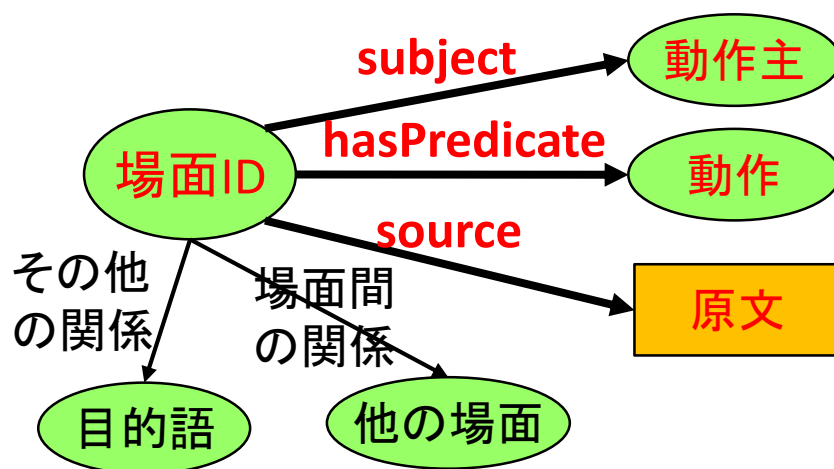 subject
動作主
hasPredicate
場面ID
動作
source
その他
の関係
場面間
の関係
原文
目的語
他の場面